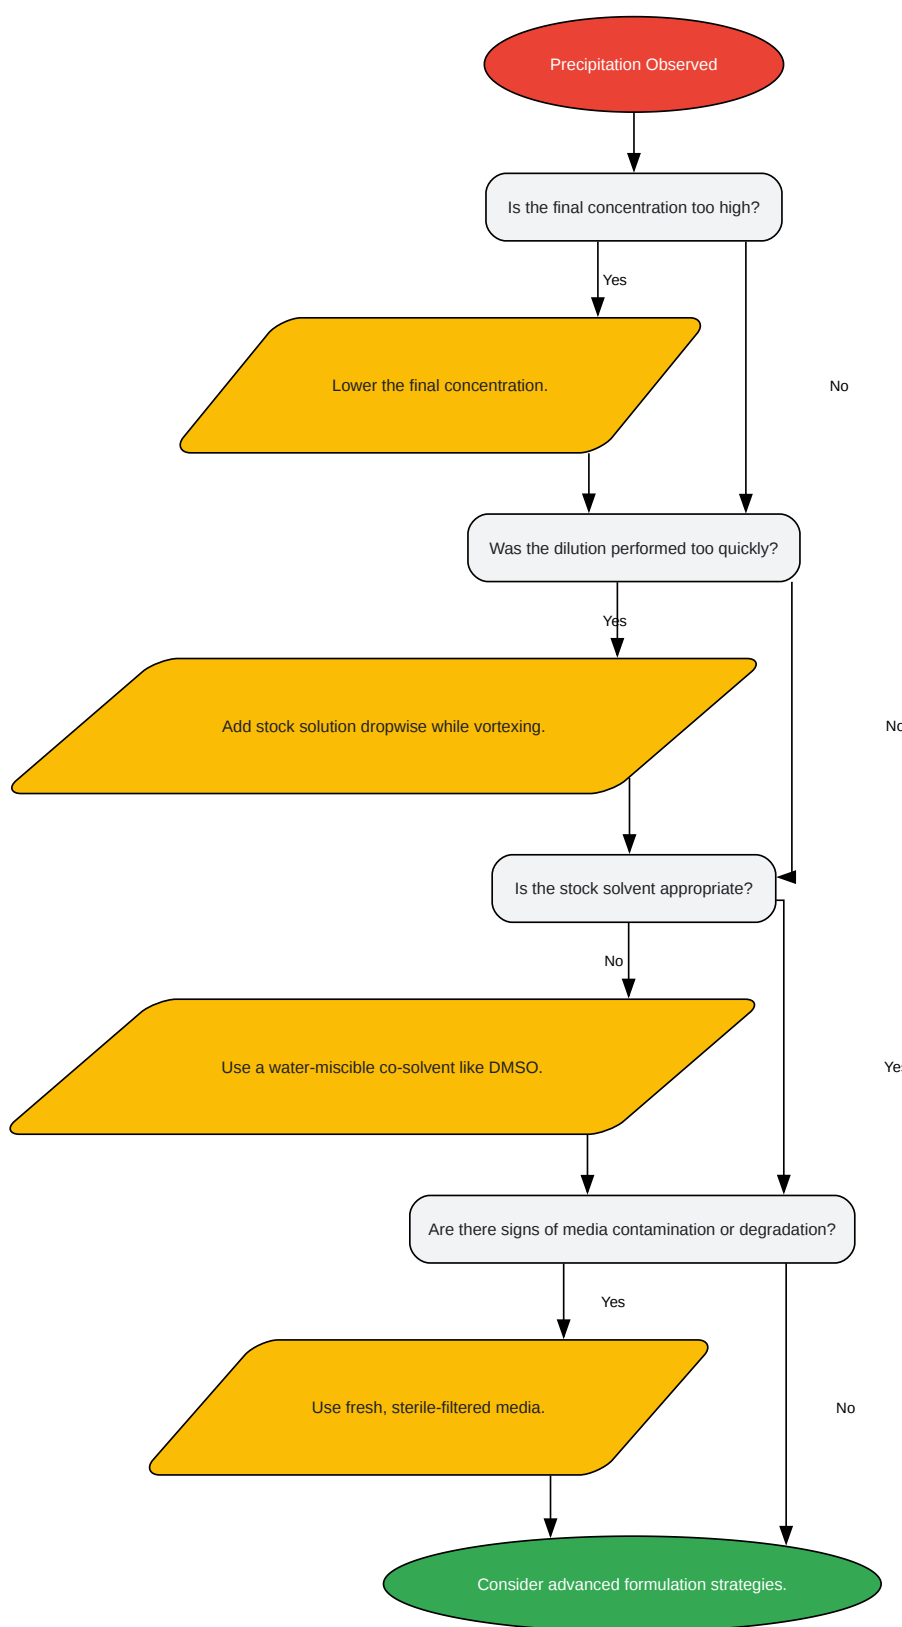 Precipitation Observed
Is the final concentration too high?
Yes
Lower the final concentration.
No
Was the dilution performed too quickly?
Yes
Add stock solution dropwise while vortexing.
No
Is the stock solvent appropriate?
No
Use a water-miscible co-solvent like DMSO.
Yes
Are there signs of media contamination or degradation?
Yes
Use fresh, sterile-filtered media.
No
Consider advanced formulation strategies.